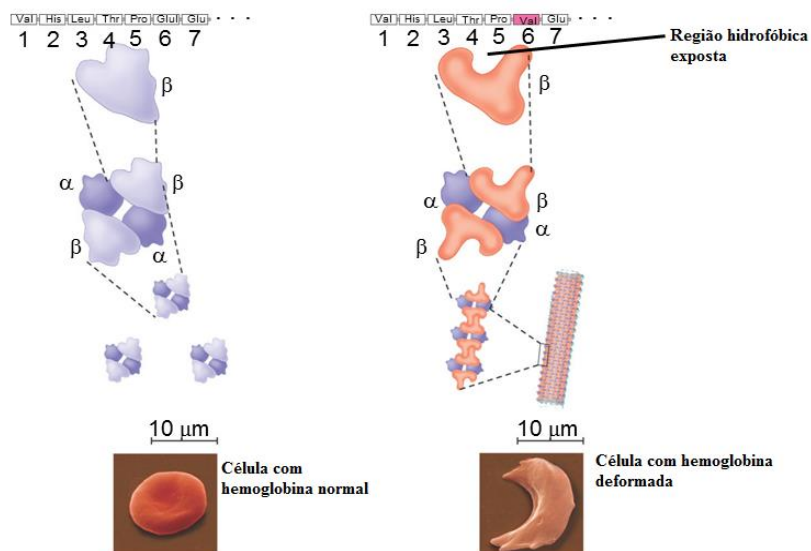 Val His Leu Thr Pro Glul Glu . . .
1 2 3 4 5 6 7
β
α
β
β
α
10 μm
Célula com
hemoglobina normal
Val His Leu Thr Pro Val Glu . . .
1 2 3 4 5 6 7
Região hidrofóbica
exposta
β
α
β
α
10 μm
Célula com hemoglobina
deformada